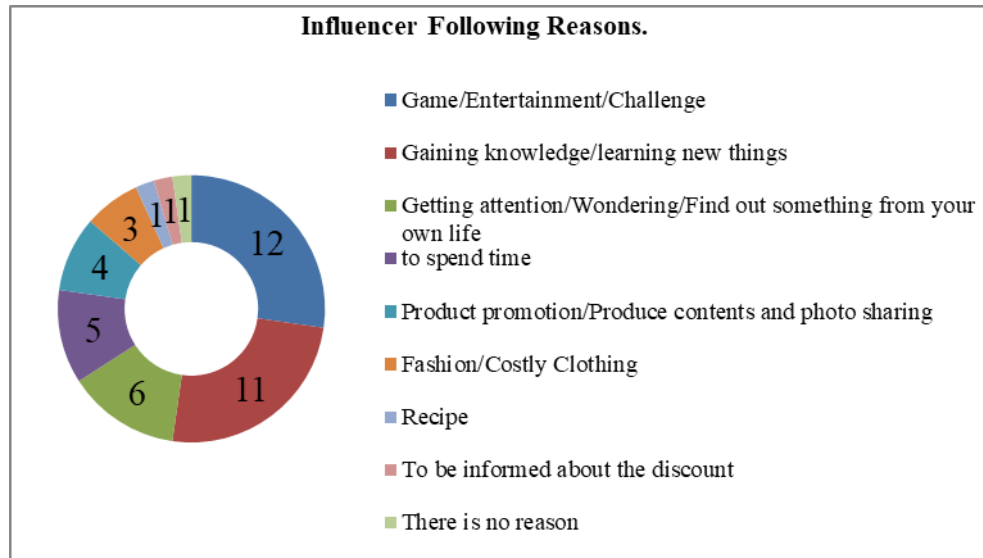 Influencer Following Reasons.
Game/Entertainment/Challenge
Gaining knowledge/learning new things
Getting attention/Wondering/Find out something from your
own life
to spend time
Product promotion/Produce contents and photo sharing
Fashion/Costly Clothing
Recipe
To be informed about the discount
There is no reason
12
11
6
5
4
3
1
1
1